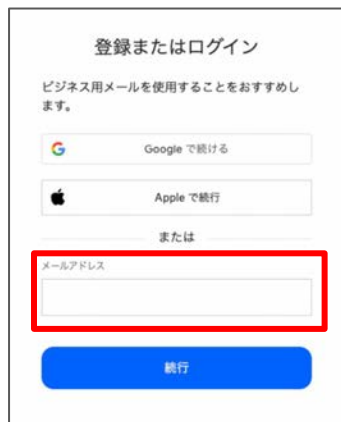 登録またはログイン
ビジネス用メールを使用することをおすすめし
ます。
Google で続ける
Apple で続行
または
メールアドレス
続行